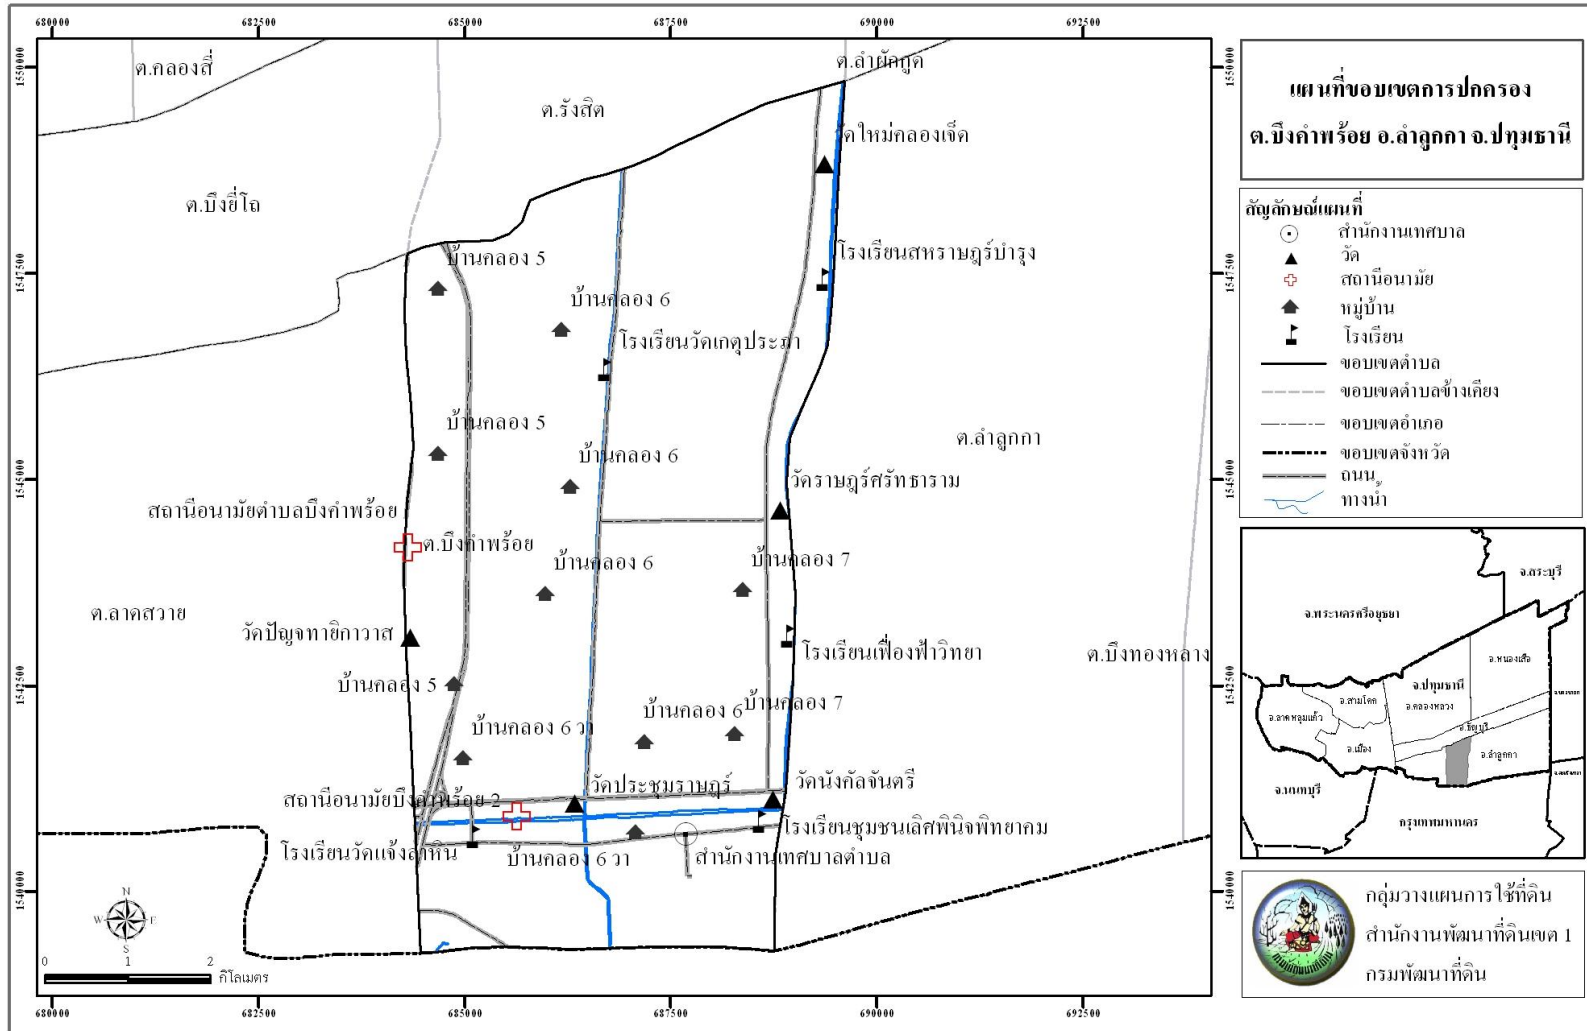 680000 682500 685000 687500 690000 692500
1550000 1550000
1547500 1547500
1545000 1545000
1542500 1542500
1540000 1540000
ต.คลองสี่
ต.รังสิต
ต.ลำผักกูด
ต.บึงยี่โถ
วัดใหม่คลองเจ็ด
โรงเรียนสหราษฎร์บำรุง
บ้านคลอง 5
บ้านคลอง 6
โรงเรียนวัดเกตุประภา
บ้านคลอง 5
บ้านคลอง 6
ต.ลำลูกกา
วัดราษฎร์ศรัทธาราม
สถานีอนามัยตำบลบึงคำพร้อย
ต.บึงคำพร้อย
บ้านคลอง 6
บ้านคลอง 7
ต.ลาดสวาย
วัดปัญจทายิกาวาส
โรงเรียนเฟื่องฟ้าวิทยา
ต.บึงทองหลาง
บ้านคลอง 5
บ้านคลอง 6 วา
บ้านคลอง 6
บ้านคลอง 7
วัดประชุมราษฎร์
วัดนังคัลจันตรี
สถานีอนามัยบึงคำพร้อย 2
โรงเรียนชุมชนเลิศพินิจพิทยาคม
โรงเรียนวัดแจ้งลำหิน
บ้านคลอง 6 วา
สำนักงานเทศบาลตำบล
N
W E
S
0 1 2
กิโลเมตร
680000 682500 685000 687500 690000 692500
แผนที่ขอบเขตการปกครอง
ต.บึงคำพร้อย อ.ลำลูกกา จ.ปทุมธานี
สัญลักษณ์แผนที่
สำนักงานเทศบาล
วัด
สถานีอนามัย
หมู่บ้าน
โรงเรียน
ขอบเขตตำบล
ขอบเขตตำบลข้างเคียง
ขอบเขตอำเภอ
ขอบเขตจังหวัด
ถนน
ทางน้ำ
จ.สระบุรี
จ.พระนครศรีอยุธยา
อ.หนองเสือ
จ.ปทุมธานี
อ.สามโคก
อ.คลองหลวง
อ.ลาดหลุมแก้ว
อ.ธัญบุรี
อ.เมือง
อ.ลำลูกกา
จ.นนทบุรี
กรุงเทพมหานคร
กลุ่มวางแผนการใช้ที่ดิน
สำนักงานพัฒนาที่ดินเขต 1
กรมพัฒนาที่ดิน